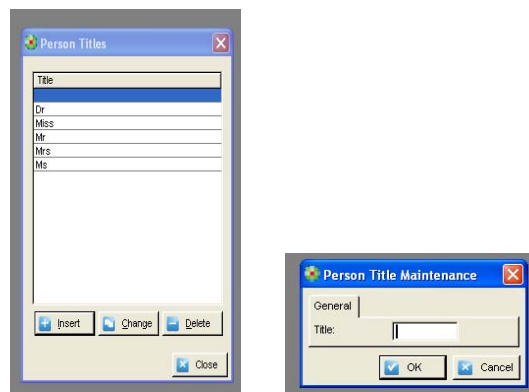 Person Titles
Title
Dr
Miss
Mr
Mrs
Ms
Insert Change Delete
Close
Person Title Maintenance
General
Title:
OK Cancel